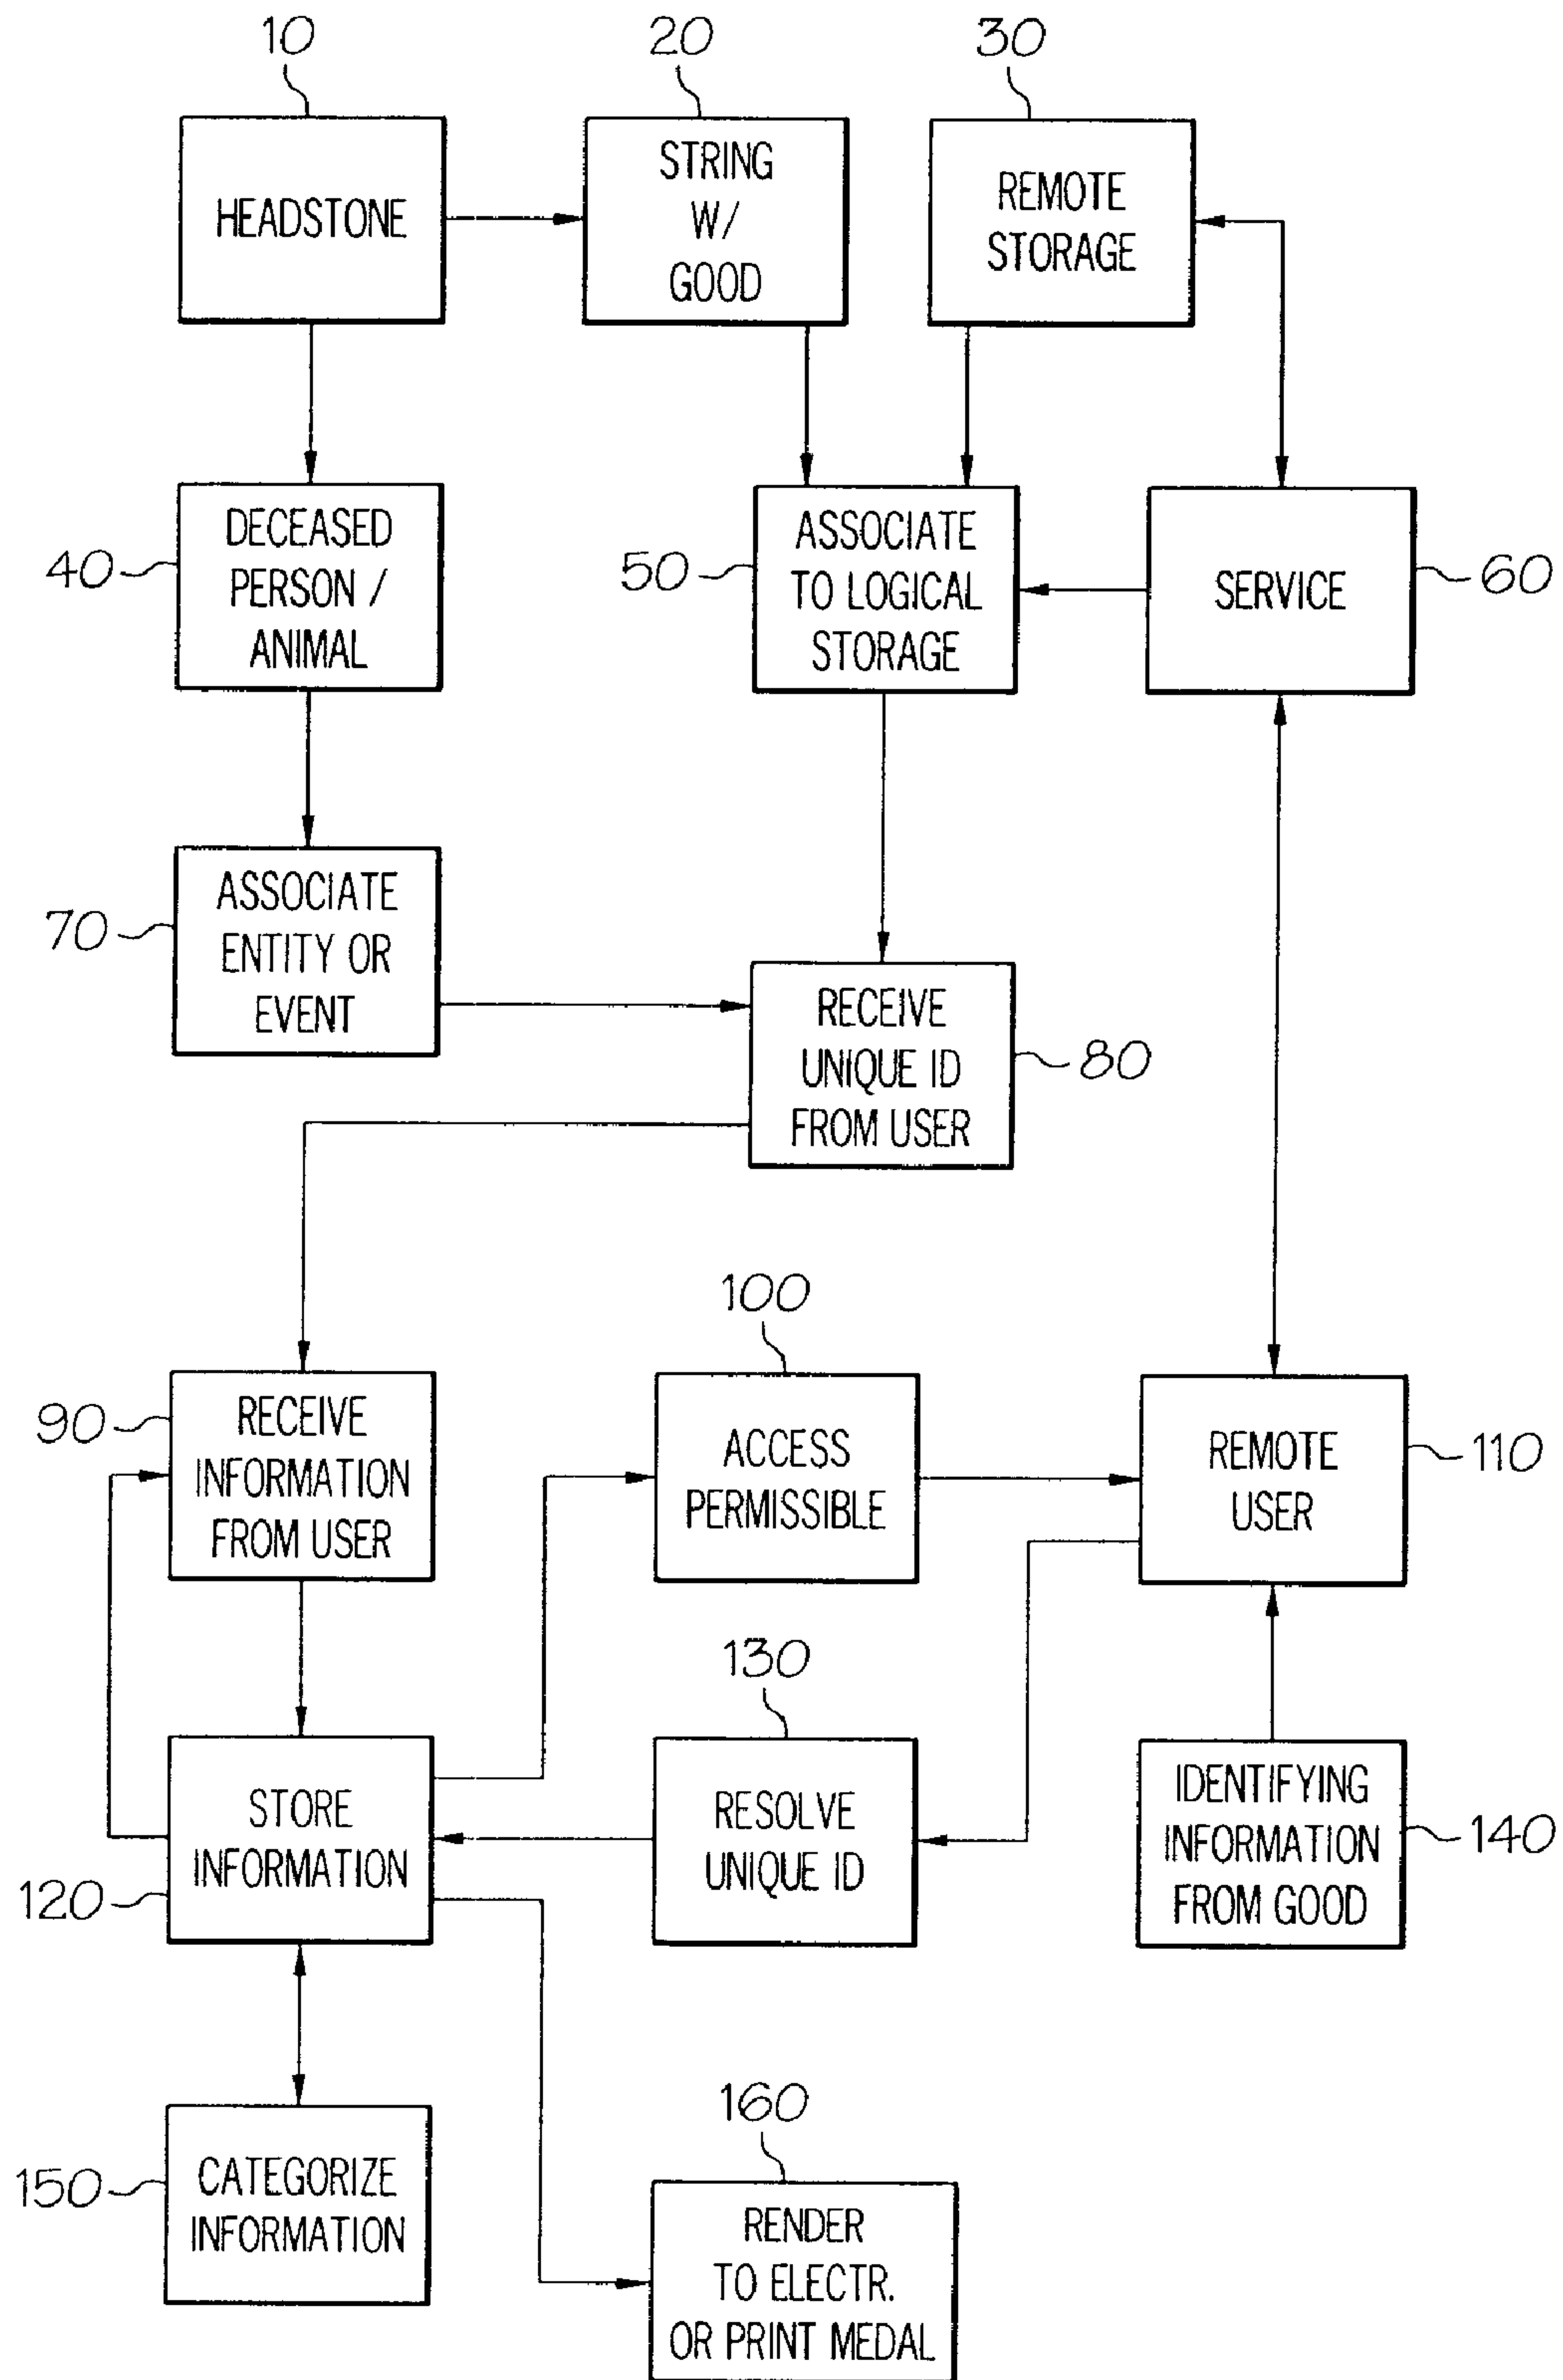 10
20
30
HEADSTONE
STRING
W/
GOOD
REMOTE
STORAGE
40
DECEASED
PERSON /
ANIMAL
50
ASSOCIATE
TO LOGICAL
STORAGE
SERVICE
60
70
ASSOCIATE
ENTITY OR
EVENT
RECEIVE
UNIQUE ID
FROM USER
80
90
RECEIVE
INFORMATION
FROM USER
100
ACCESS
PERMISSIBLE
REMOTE
USER
110
120
STORE
INFORMATION
130
RESOLVE
UNIQUE ID
IDENTIFYING
INFORMATION
FROM GOOD
140
150
CATEGORIZE
INFORMATION
160
RENDER
TO ELECTR.
OR PRINT MEDAL